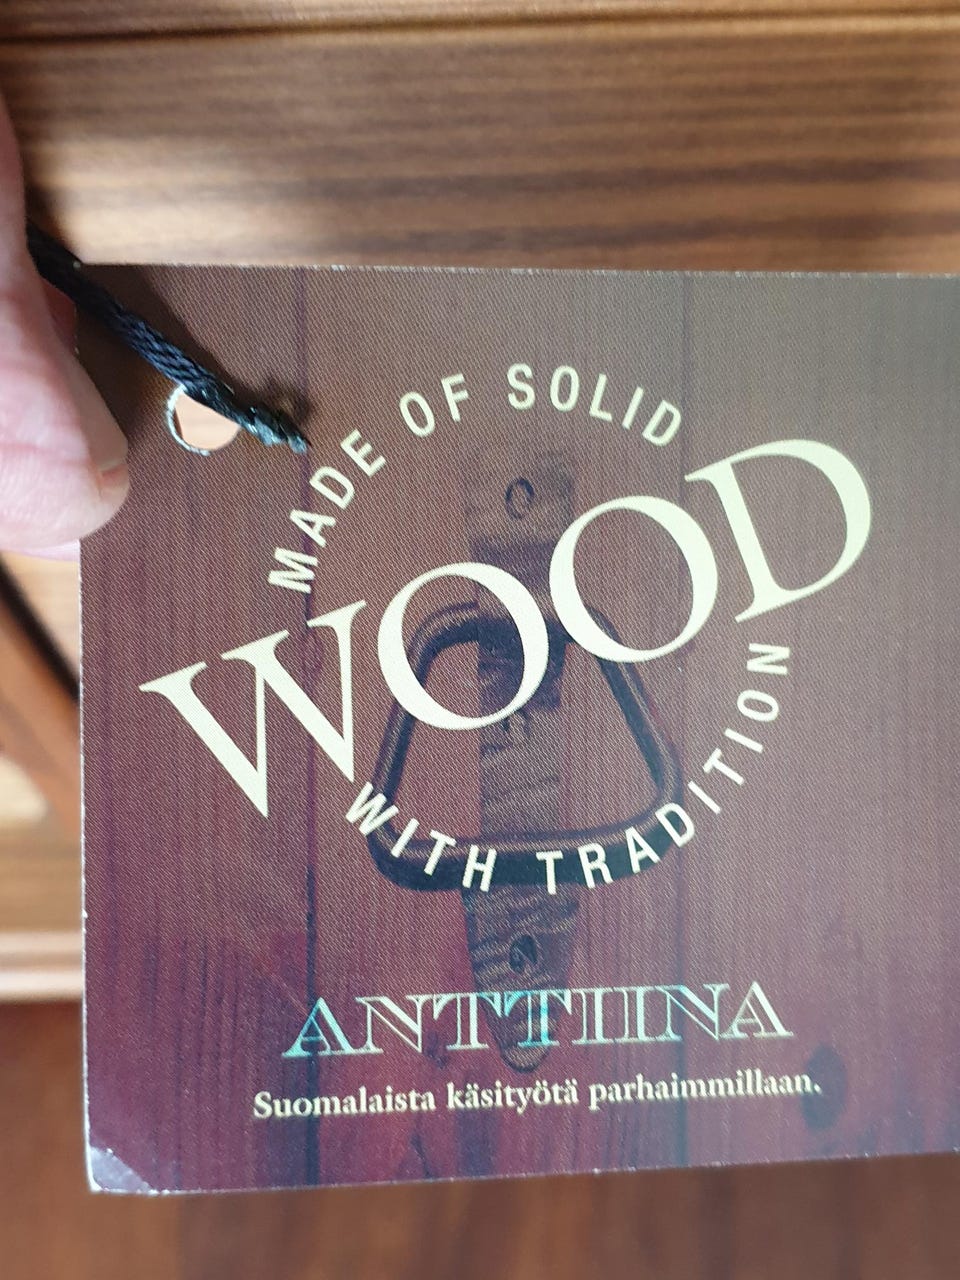 MADE OF SOLID
WOOD
WITH TRADITION
ANTTIINA
Suomalaista käsityötä parhaimmillaan.